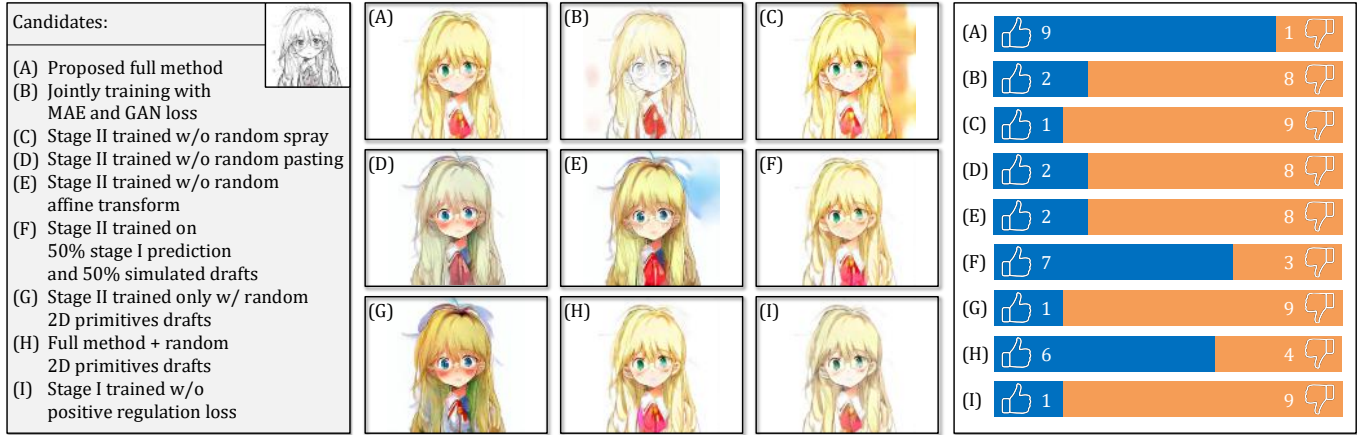 Candidates:
(A) Proposed full method
(B) Jointly training with
MAE and GAN loss
(C) Stage II trained w/o random spray
(D) Stage II trained w/o random pasting
(E) Stage II trained w/o random
affine transform
(F) Stage II trained on
50% stage I prediction
and 50% simulated drafts
(G) Stage II trained only w/ random
2D primitives drafts
(H) Full method + random
2D primitives drafts
(I) Stage I trained w/o
positive regulation loss
(A) (B) (C)
(D) (E) (F)
(G) (H) (I)
(A) 9 1
(B) 2 8
(C) 1 9
(D) 2 8
(E) 2 8
(F) 7 3
(G) 1 9
(H) 6 4
(I) 1 9